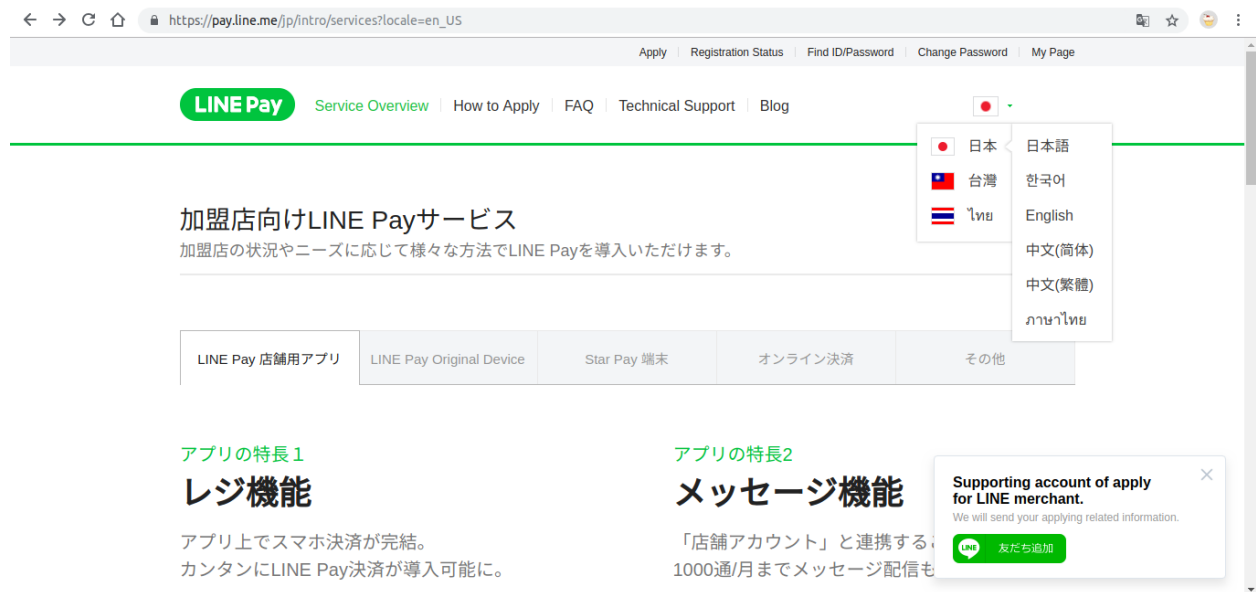 https://pay.line.me/jp/intro/services?locale=en_US
Apply Registration Status Find ID/Password Change Password My Page
LINE Pay Service Overview How to Apply FAQ Technical Support Blog
日本 日本語
台灣 한국어
ไทย English
中文(简体)
中文(繁體)
ภาษาไทย
加盟店向けLINE Payサービス
加盟店の状況やニーズに応じて様々な方法でLINE Payを導入いただけます。
LINE Pay 店舗用アプリ LINE Pay Original Device Star Pay 端末 オンライン決済 その他
アプリの特長１
レジ機能
アプリ上でスマホ決済が完結。
カンタンにLINE Pay決済が導入可能に。
アプリの特長2
メッセージ機能
「店舗アカウント」と連携する
1000通/月までメッセージ配信も
Supporting account of apply
for LINE merchant.
We will send your applying related information.
LINE 友だち追加